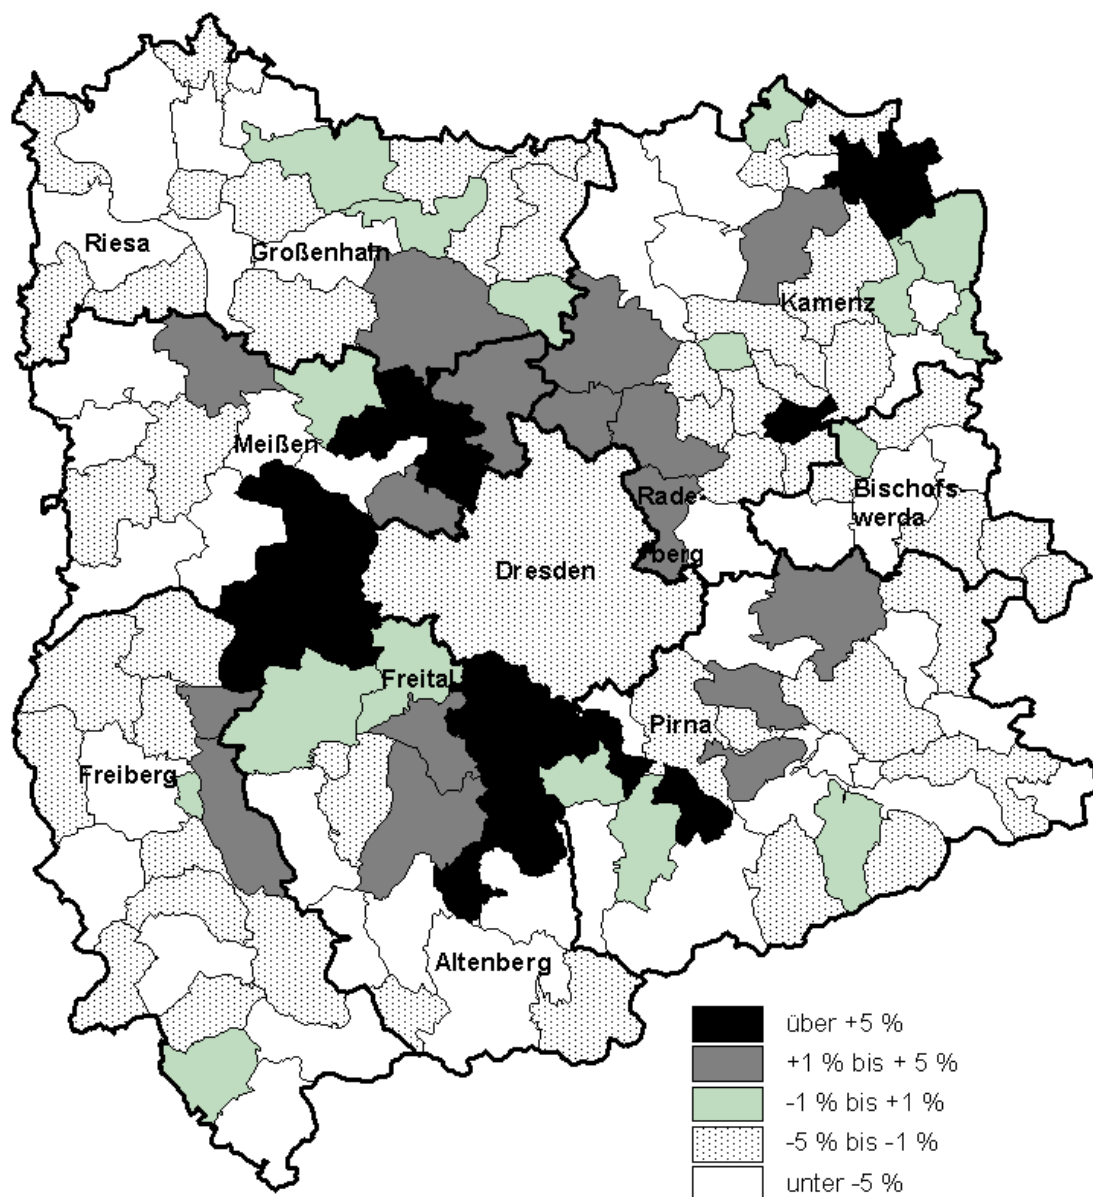 Riesa
Großenhain
Kamenz
Meißen
Rade-
berg
Bischofs-
werda
Dresden
Freital
Pirna
Freiberg
Altenberg
über +5 %
+1 % bis + 5 %
-1 % bis +1 %
-5 % bis -1 %
unter -5 %